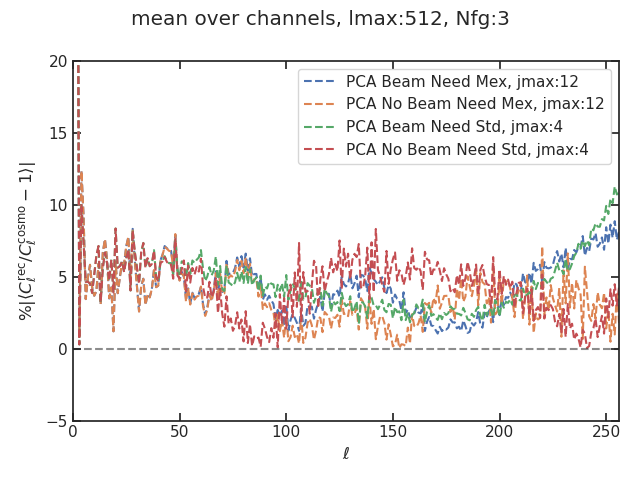 mean over channels, lmax:512, Nfg:3
%|⟨C_ℓ^rec/C_ℓ^cosmo − 1⟩|
20
15
10
5
0
−5
PCA Beam Need Mex, jmax:12
PCA No Beam Need Mex, jmax:12
PCA Beam Need Std, jmax:4
PCA No Beam Need Std, jmax:4
0 50 100 150 200 250
ℓ